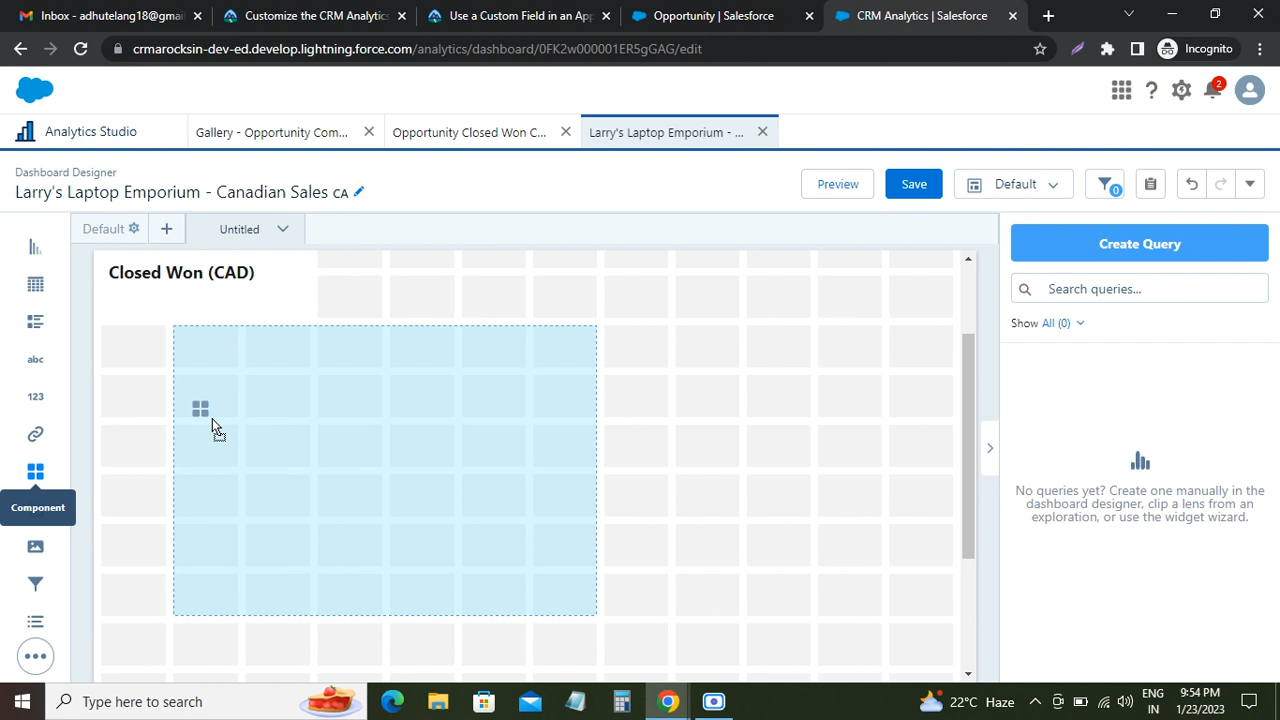 Inbox - adhutelang18@gmai
Customize the CRM Analytics
Use a Custom Field in an App
Opportunity | Salesforce
CRM Analytics | Salesforce
crmarocksin-dev-ed.develop.lightning.force.com/analytics/dashboard/0FK2w000001ER5gGAG/edit
Incognito
2
Analytics Studio
Gallery - Opportunity Com...
Opportunity Closed Won C...
Larry's Laptop Emporium - ...
Dashboard Designer
Larry's Laptop Emporium - Canadian Sales CA
Preview
Save
Default
0
Default
Untitled
Create Query
Closed Won (CAD)
Search queries...
Show All (0)
abc
123
Component
No queries yet? Create one manually in the
dashboard designer, clip a lens from an
exploration, or use the widget wizard.
Type here to search
22°C Haze
ENG
IN
9:54 PM
1/23/2023